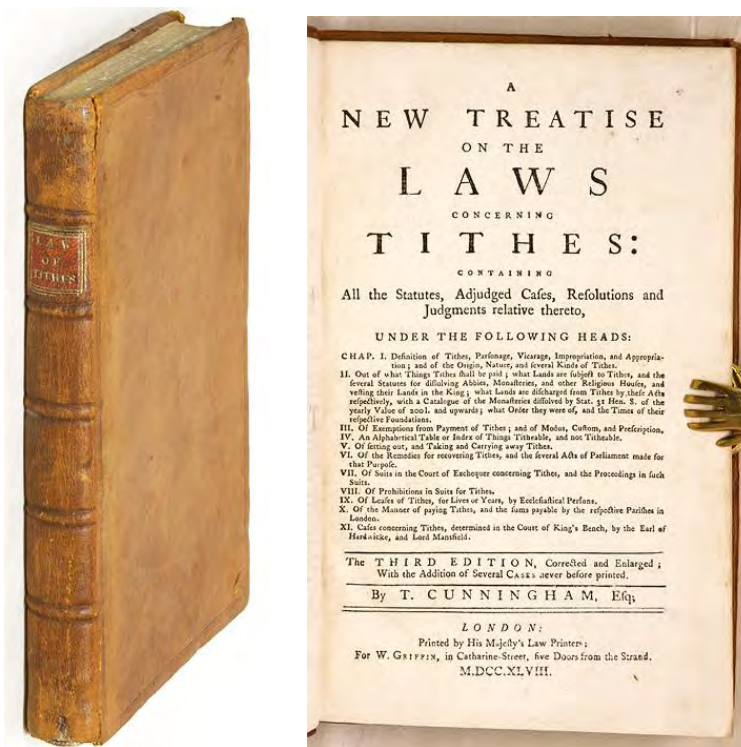 LAW
OF
TITHES
A
NEW TREATISE
ON THE
LAWS
CONCERNING
TITHES:
CONTAINING
All the Statutes, Adjudged Caſes, Reſolutions and
Judgments relative thereto,
UNDER THE FOLLOWING HEADS:
CHAP. I. Definition of Tithes, Parſonage, Vicarage, Impropriation, and Appropria-
tion; and of the Origin, Nature, and ſeveral Kinds of Tithes.
II. Out of what Things Tithes ſhall be paid; what Lands are ſubject to Tithes, and the
ſeveral Statutes for diſſolving Abbies, Monaſteries, and other Religious Houſes, and
veſting their Lands in the King; what Lands are diſcharged from Tithes by theſe Acts
reſpectively, with a Catalogue of the Monaſteries diſſolved by Stat. 31 Hen. 8. of the
yearly Value of 200l. and upwards; what Order they were of, and the Times of their
reſpective Foundations.
III. Of Exemptions from Payment of Tithes; and of Modus, Cuſtom, and Preſcription.
IV. An Alphabetical Table or Index of Things Titheable, and not Titheable.
V. Of ſetting out, and Taking and Carrying away Tithes.
VI. Of the Remedies for recovering Tithes, and the ſeveral Acts of Parliament made for
that Purpoſe.
VII. Of Suits in the Court of Exchequer concerning Tithes, and the Proceedings in ſuch
Suits.
VIII. Of Prohibitions in Suits for Tithes.
IX. Of Leaſes of Tithes, for Lives or Years, by Eccleſiaſtical Perſons.
X. Of the Manner of paying Tithes, and the ſums payable by the reſpective Pariſhes in
London.
XI. Caſes concerning Tithes, determined in the Court of King's Bench, by the Earl of
Hardwicke, and Lord Mansfield.
The THIRD EDITION, Corrected and Enlarged;
With the Addition of Several CASES never before printed.
By T. CUNNINGHAM, Eſq;
LONDON:
Printed by His Majeſty's Law Printers;
For W. GRIFFIN, in Catharine-Street, five Doors from the Strand.
M.DCC.XLVIII.